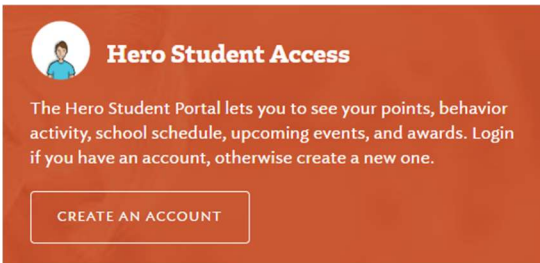 Hero Student Access
The Hero Student Portal lets you to see your points, behavior
activity, school schedule, upcoming events, and awards. Login
if you have an account, otherwise create a new one.
CREATE AN ACCOUNT